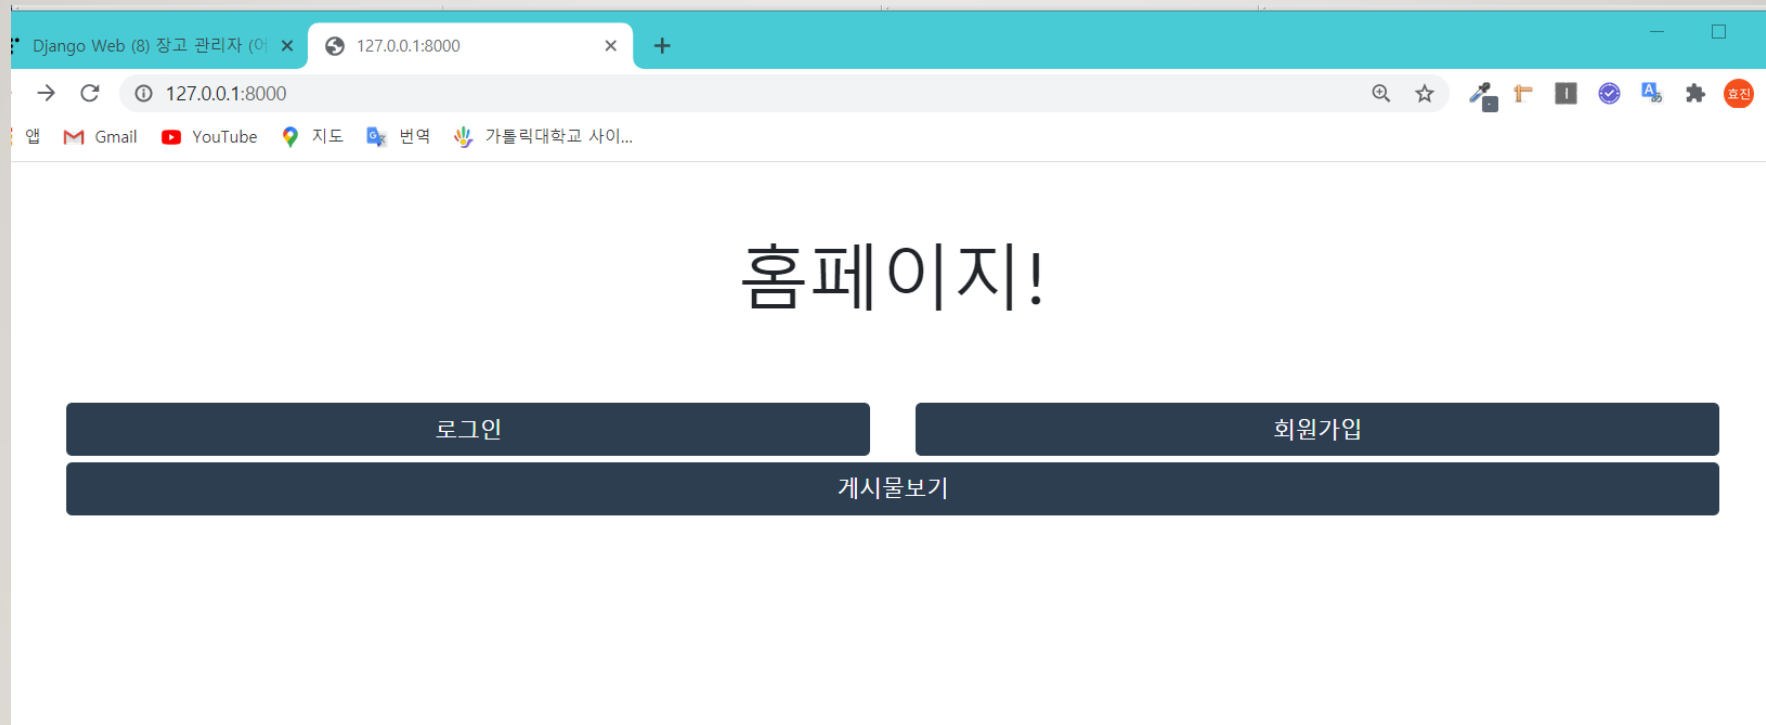 Django Web (8) 장고 관리자 (어
127.0.0.1:8000
127.0.0.1:8000
효진
앱 Gmail YouTube 지도 번역 가톨릭대학교 사이...
홈페이지!
로그인 회원가입
게시물보기